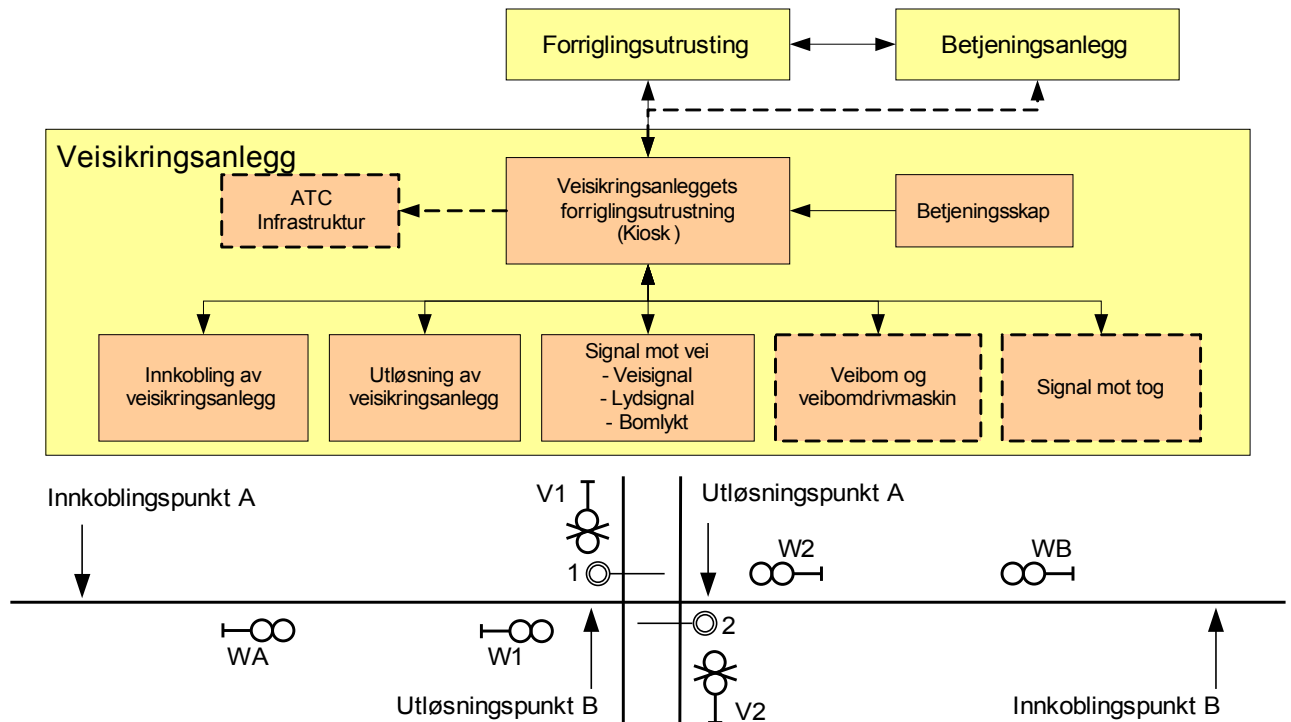 Forriglingsutrusting
Betjeningsanlegg
Veisikringsanlegg
ATC
Infrastruktur
Veisikringsanleggets
forriglingsutrustning
(Kiosk)
Betjeningsskap
Innkobling av
veisikringsanlegg
Utløsning av
veisikringsanlegg
Signal mot vei
- Veisignal
- Lydsignal
- Bomlykt
Veibom og
veibomdrivmaskin
Signal mot tog
Innkoblingspunkt A
V1
Utløsningspunkt A
W2
WB
1
2
WA
W1
Utløsningspunkt B
V2
Innkoblingspunkt B